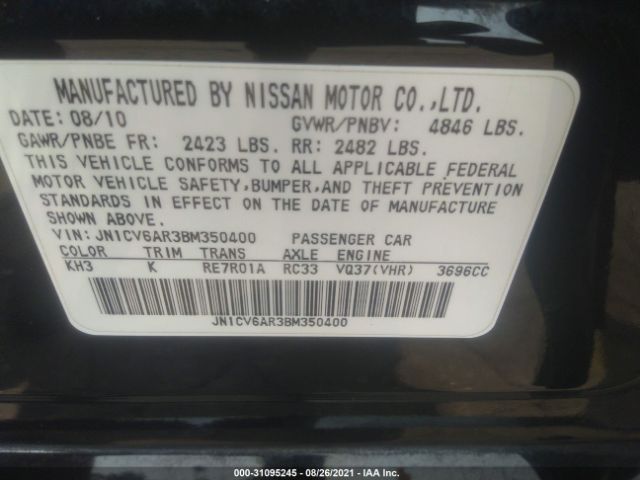 MANUFACTURED BY NISSAN MOTOR CO.,LTD.
DATE: 08/10 GVWR/PNBV: 4846 LBS.
GAWR/PNBE FR: 2423 LBS. RR: 2482 LBS.
THIS VEHICLE CONFORMS TO ALL APPLICABLE FEDERAL
MOTOR VEHICLE SAFETY,BUMPER,AND THEFT PREVENTION
STANDARDS IN EFFECT ON THE DATE OF MANUFACTURE
SHOWN ABOVE.
VIN: JN1CV6AR3BM350400 PASSENGER CAR
COLOR TRIM TRANS AXLE ENGINE
KH3 K RE7R01A RC33 VQ37(VHR) 3696CC
JN1CV6AR3BM350400
000-31095245 - 08/26/2021 - IAA Inc.